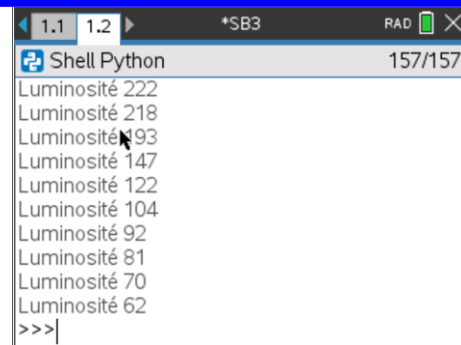 1.1 1.2 *SB3 RAD
Shell Python 157/157
Luminosité 222
Luminosité 218
Luminosité 193
Luminosité 147
Luminosité 122
Luminosité 104
Luminosité 92
Luminosité 81
Luminosité 70
Luminosité 62
>>>